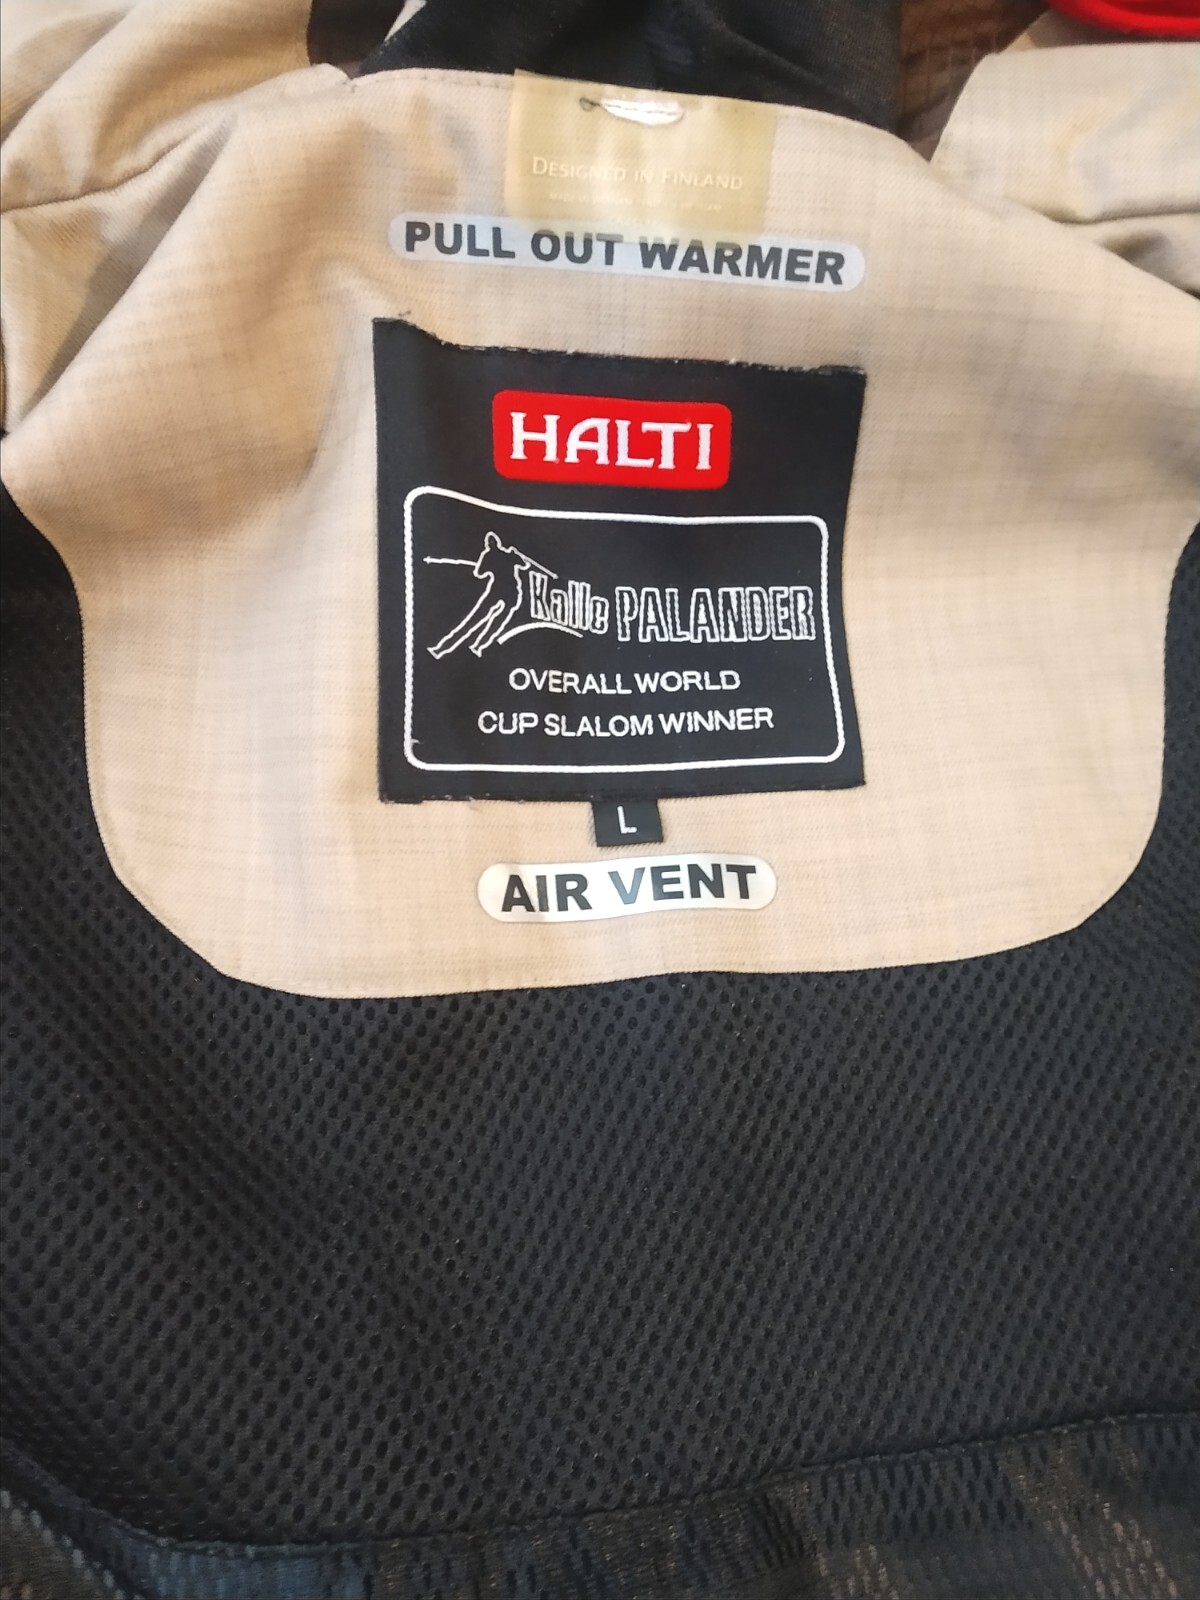 DESIGNED IN FINLAND
PULL OUT WARMER
HALTI
Kalle PALANDER
OVERALL WORLD
CUP SLALOM WINNER
L
AIR VENT